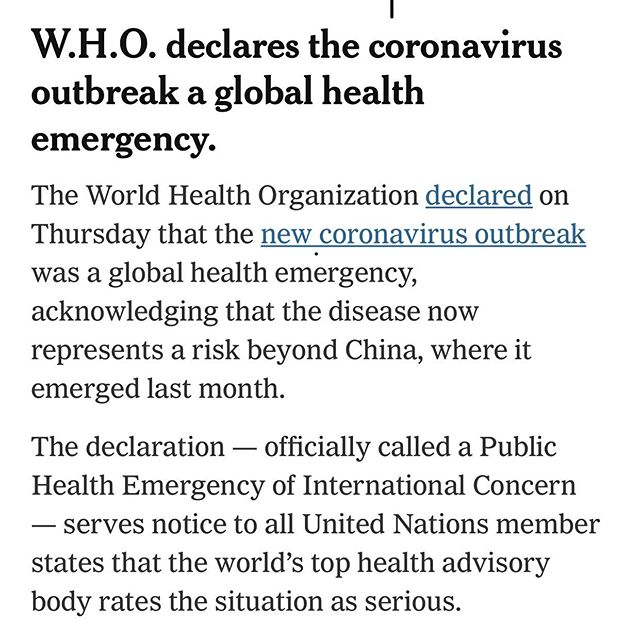 W.H.O. declares the coronavirus
outbreak a global health
emergency.
The World Health Organization declared on
Thursday that the new coronavirus outbreak
was a global health emergency,
acknowledging that the disease now
represents a risk beyond China, where it
emerged last month.
The declaration — officially called a Public
Health Emergency of International Concern
— serves notice to all United Nations member
states that the world’s top health advisory
body rates the situation as serious.